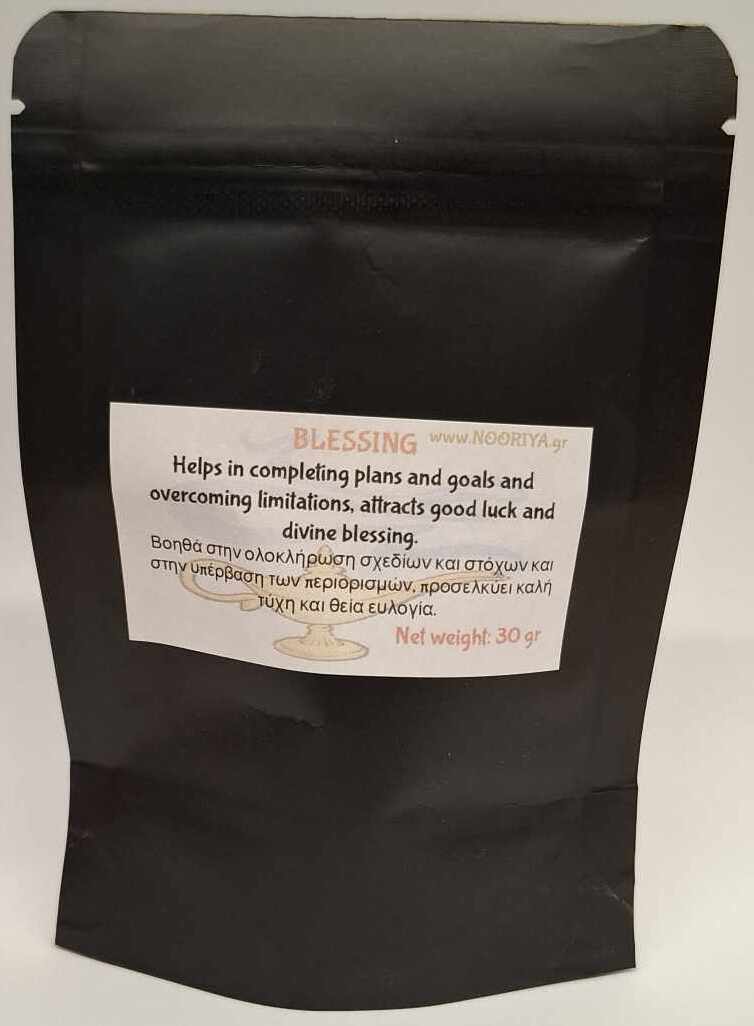 BLESSING www.NOORIYA.gr
Helps in completing plans and goals and
overcoming limitations, attracts good luck and
divine blessing.
Βοηθά στην ολοκλήρωση σχεδίων και στόχων και
στην υπέρβαση των περιορισμών, προσελκύει καλή
τύχη και θεία ευλογία.
Net weight: 30 gr